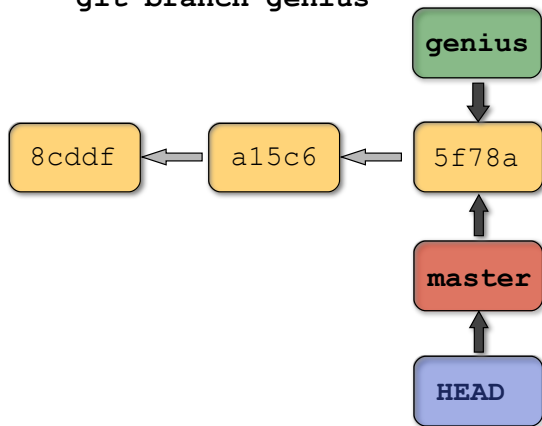 git branch genius
genius
8cddf
a15c6
5f78a
master
HEAD